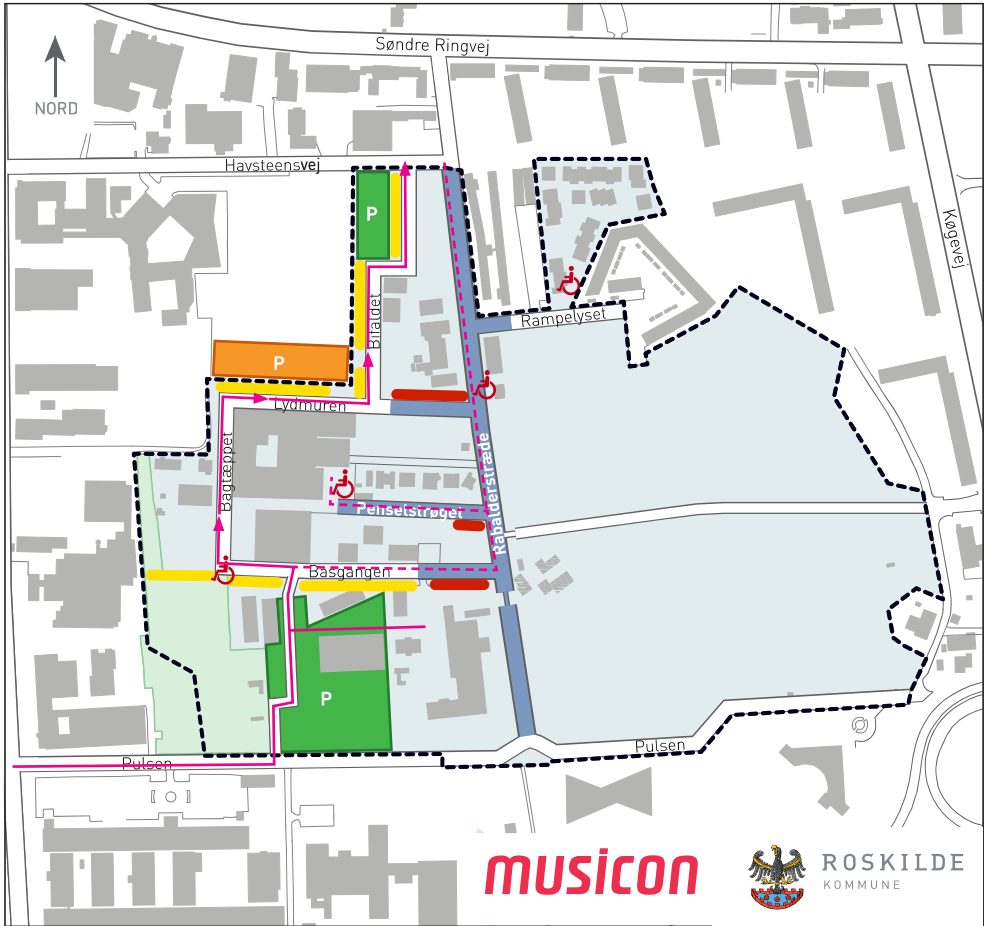 Søndre Ringvej
NORD
Havsteensvej
P
Køgevej
Bifaldet
Rampelyset
P
Lydmuren
Bagtæppet
Rabalderstræde
Penselstrøget
Basgangen
P
Pulsen
Pulsen
musicon
ROSKILDE
KOMMUNE